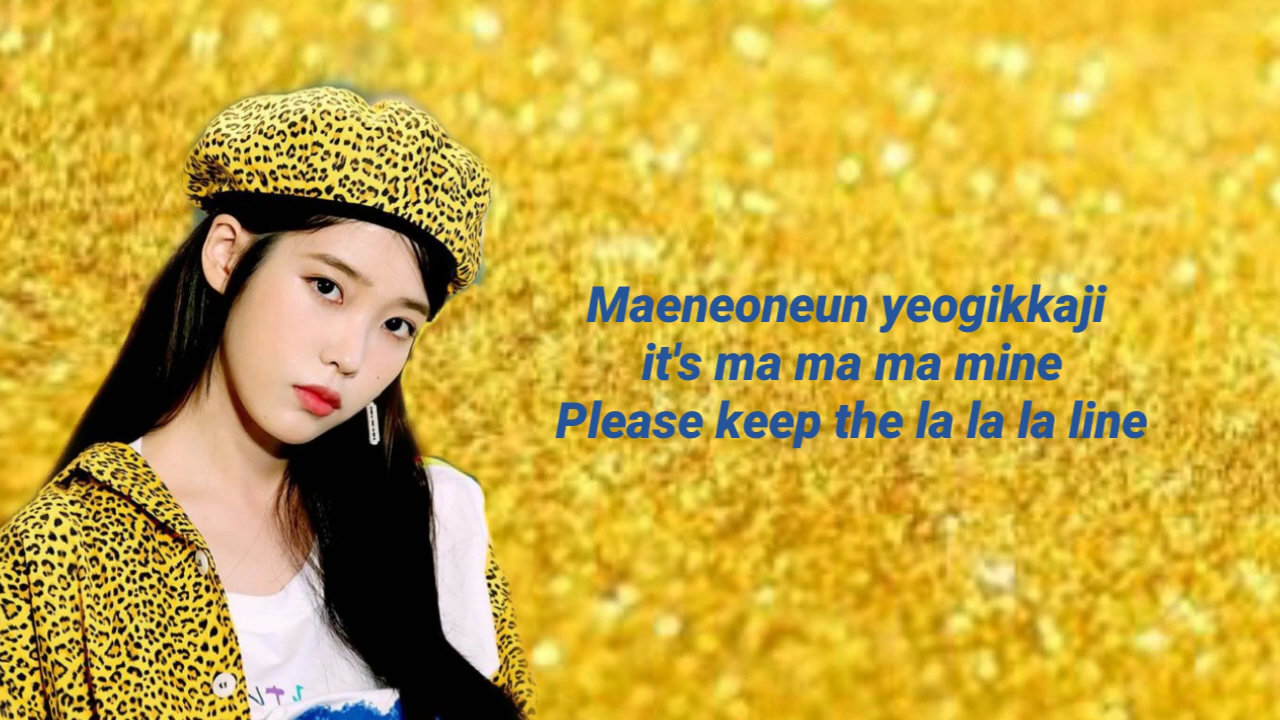 Maeneoneun yeogikkaji
it's ma ma ma mine
Please keep the la la la line